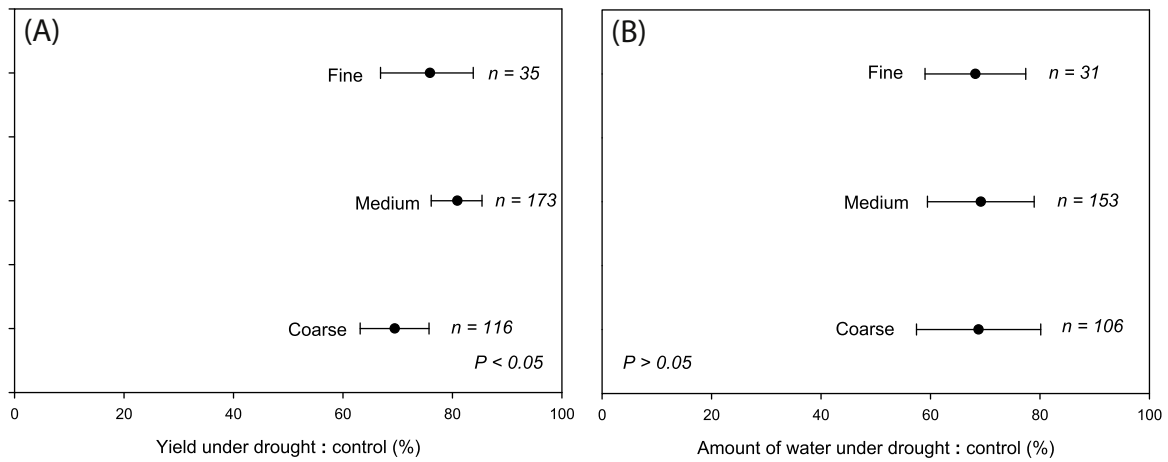 (A)
Fine n = 35
Medium n = 173
Coarse n = 116
P < 0.05
0 20 40 60 80 100
Yield under drought : control (%)
(B)
Fine n = 31
Medium n = 153
Coarse n = 106
P > 0.05
0 20 40 60 80 100
Amount of water under drought : control (%)